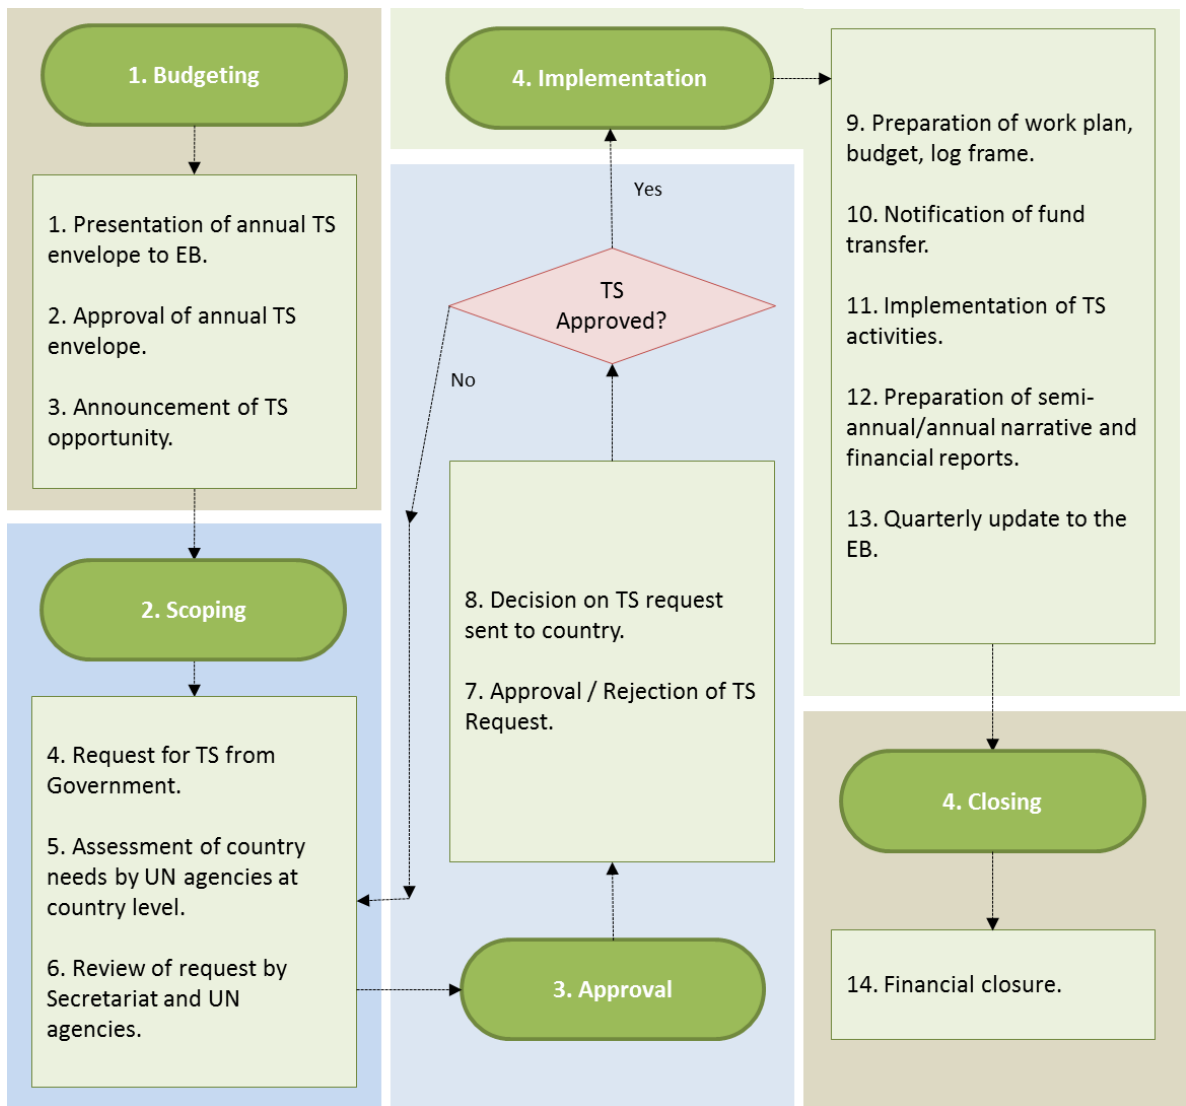 1. Budgeting
1. Presentation of annual TS
envelope to EB.
2. Approval of annual TS
envelope.
3. Announcement of TS
opportunity.
2. Scoping
4. Request for TS from
Government.
5. Assessment of country
needs by UN agencies at
country level.
6. Review of request by
Secretariat and UN
agencies.
3. Approval
8. Decision on TS request
sent to country.
7. Approval / Rejection of TS
Request.
TS
Approved?
No
Yes
4. Implementation
9. Preparation of work plan,
budget, log frame.
10. Notification of fund
transfer.
11. Implementation of TS
activities.
12. Preparation of semi-
annual/annual narrative and
financial reports.
13. Quarterly update to the
EB.
4. Closing
14. Financial closure.